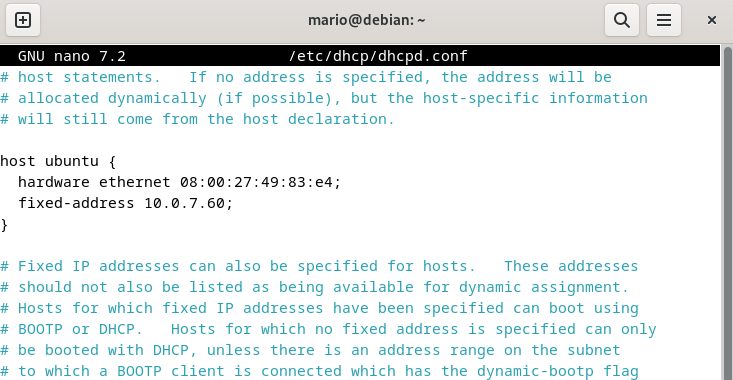 mario@debian: ~
GNU nano 7.2 /etc/dhcp/dhcpd.conf
# host statements.   If no address is specified, the address will be
# allocated dynamically (if possible), but the host-specific information
# will still come from the host declaration.
host ubuntu {
  hardware ethernet 08:00:27:49:83:e4;
  fixed-address 10.0.7.60;
}
# Fixed IP addresses can also be specified for hosts.   These addresses
# should not also be listed as being available for dynamic assignment.
# Hosts for which fixed IP addresses have been specified can boot using
# BOOTP or DHCP.   Hosts for which no fixed address is specified can only
# be booted with DHCP, unless there is an address range on the subnet
# to which a BOOTP client is connected which has the dynamic-bootp flag